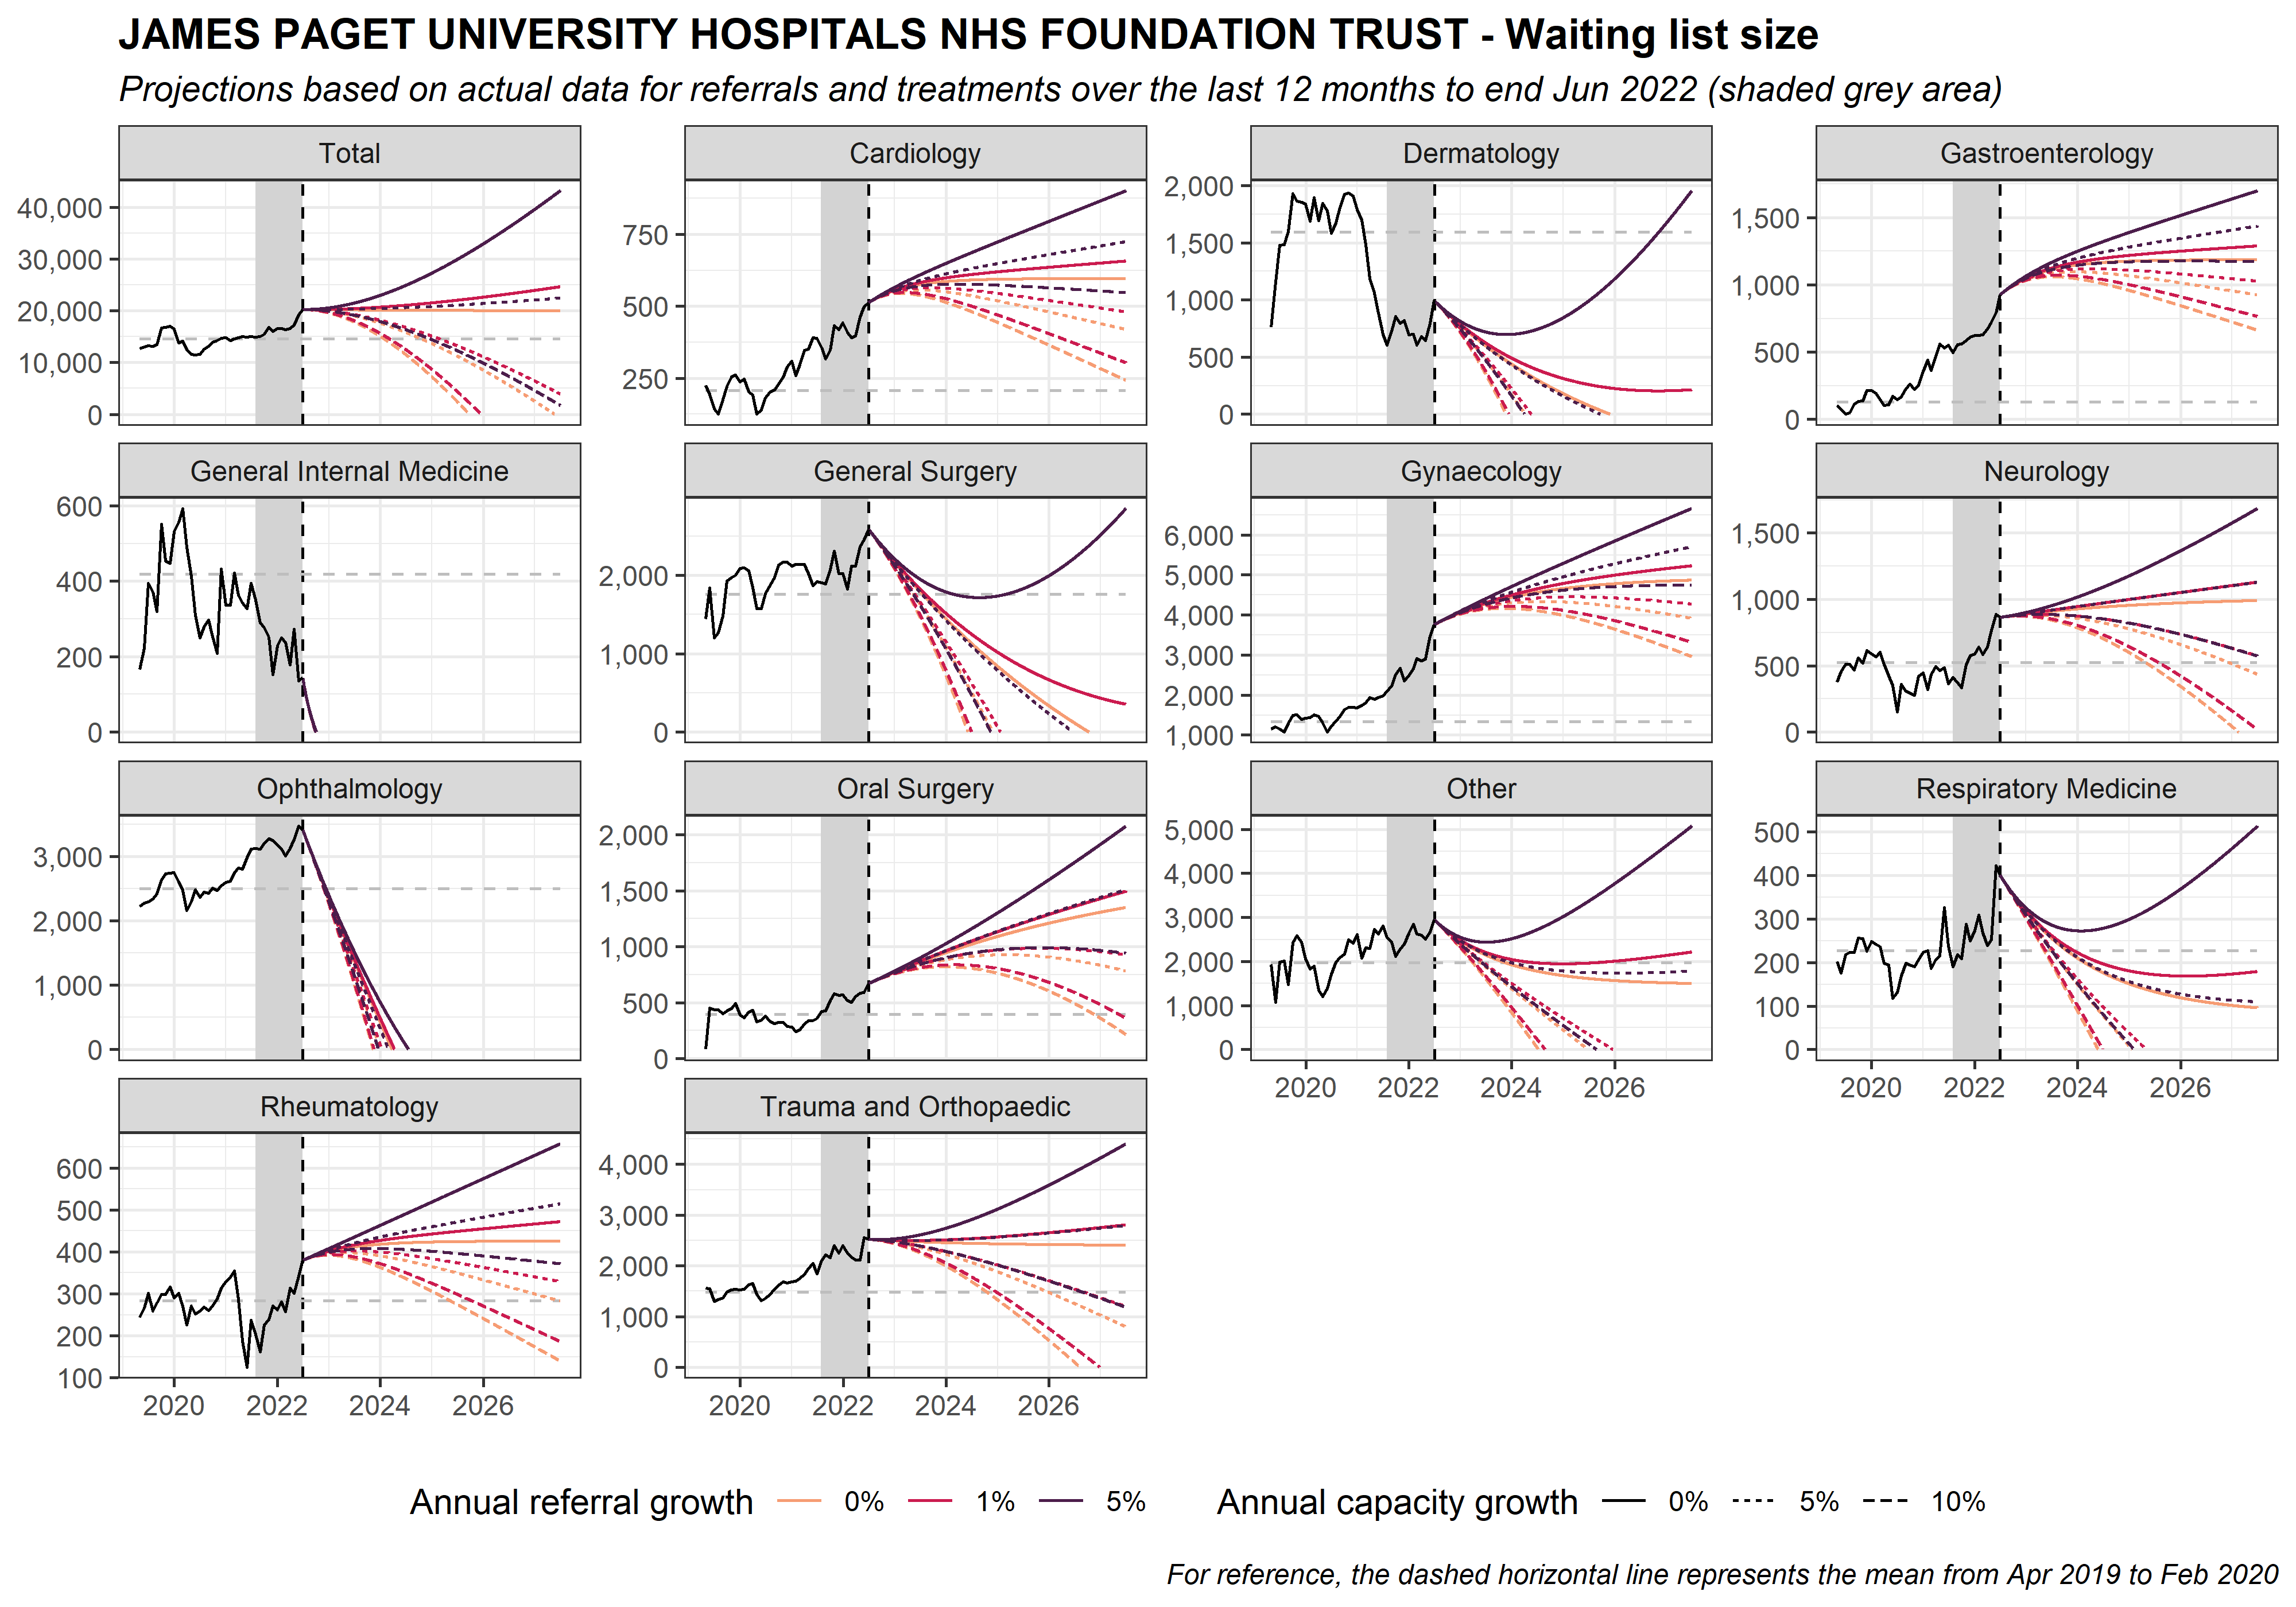 JAMES PAGET UNIVERSITY HOSPITALS NHS FOUNDATION TRUST - Waiting list size
Projections based on actual data for referrals and treatments over the last 12 months to end Jun 2022 (shaded grey area)
Total
40,000
30,000
20,000
10,000
0
Cardiology
750
500
250
Dermatology
2,000
1,500
1,000
500
0
Gastroenterology
1,500
1,000
500
0
General Internal Medicine
600
400
200
0
General Surgery
2,000
1,000
0
Gynaecology
6,000
5,000
4,000
3,000
2,000
1,000
Neurology
1,500
1,000
500
0
Ophthalmology
3,000
2,000
1,000
0
Oral Surgery
2,000
1,500
1,000
500
0
Other
5,000
4,000
3,000
2,000
1,000
0
2020 2022 2024 2026
Respiratory Medicine
500
400
300
200
100
0
2020 2022 2024 2026
Rheumatology
600
500
400
300
200
100
2020 2022 2024 2026
Trauma and Orthopaedic
4,000
3,000
2,000
1,000
0
2020 2022 2024 2026
Annual referral growth 0% 1% 5%
Annual capacity growth 0% 5% 10%
For reference, the dashed horizontal line represents the mean from Apr 2019 to Feb 2020